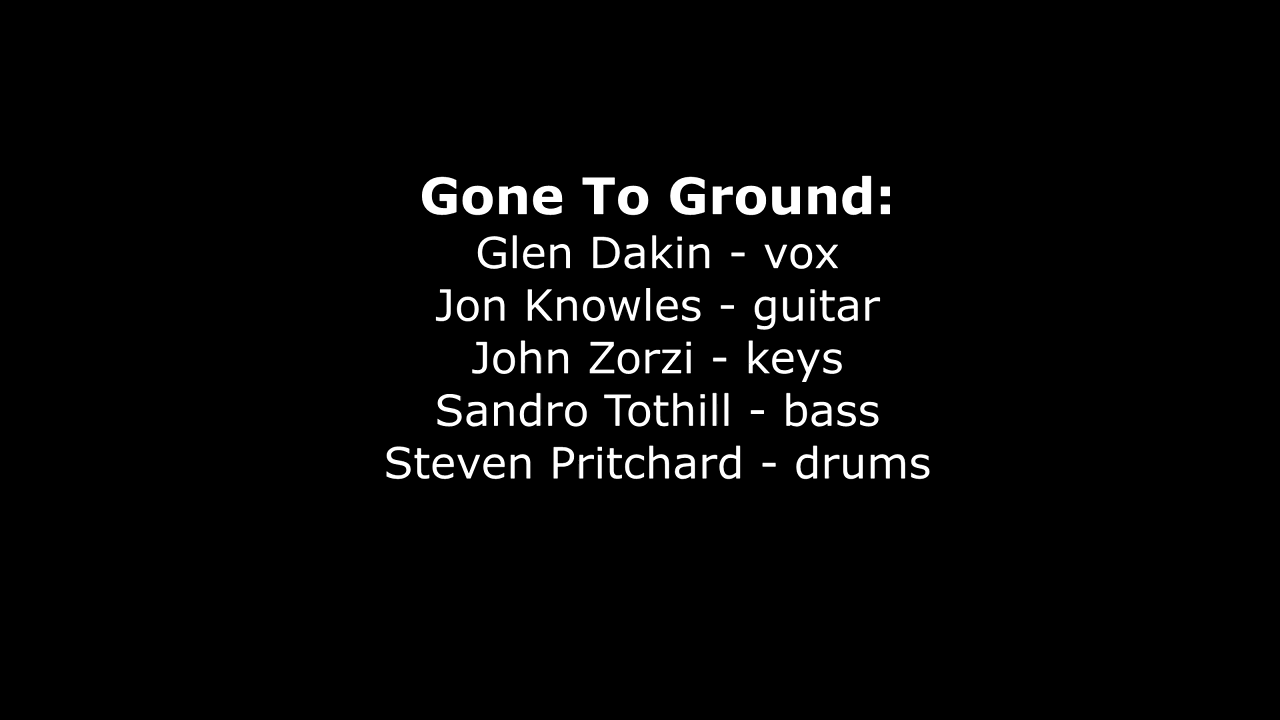 Gone To Ground:
Glen Dakin - vox
Jon Knowles - guitar
John Zorzi - keys
Sandro Tothill - bass
Steven Pritchard - drums